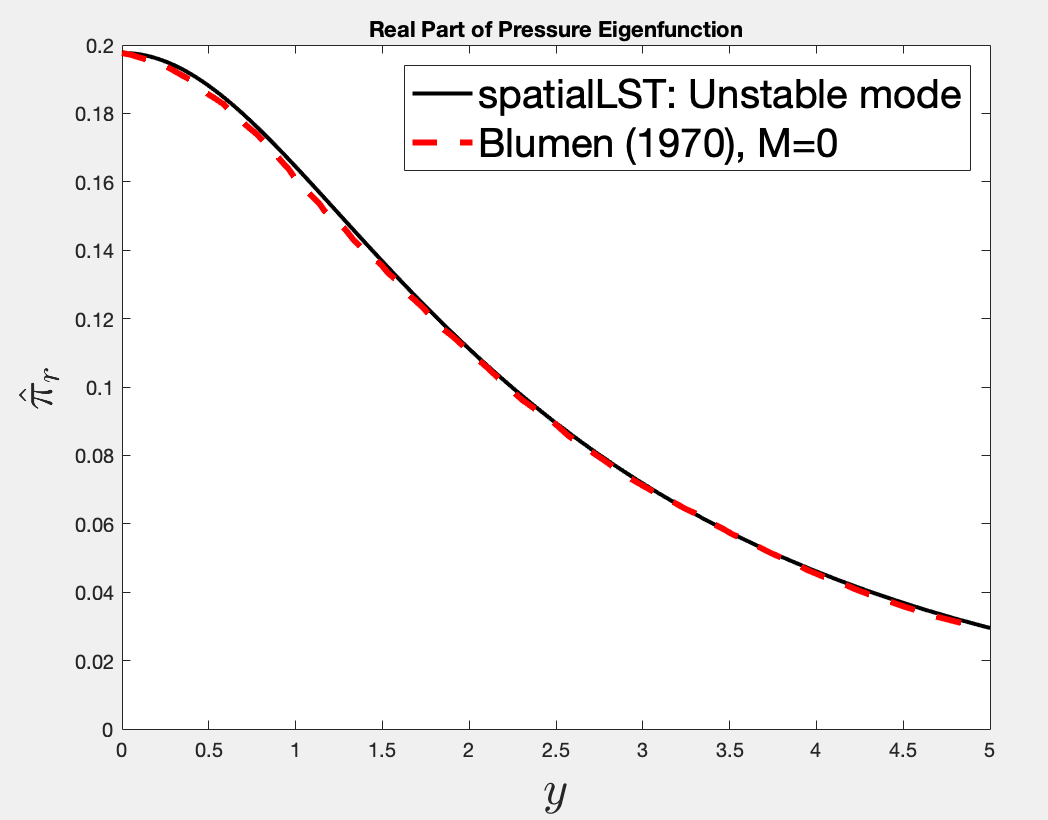 Real Part of Pressure Eigenfunction
0.2
0.18
0.16
0.14
0.12
0.1
0.08
0.06
0.04
0.02
0
spatialLST: Unstable mode
Blumen (1970), M=0
π̂r
0 0.5 1 1.5 2 2.5 3 3.5 4 4.5 5
y